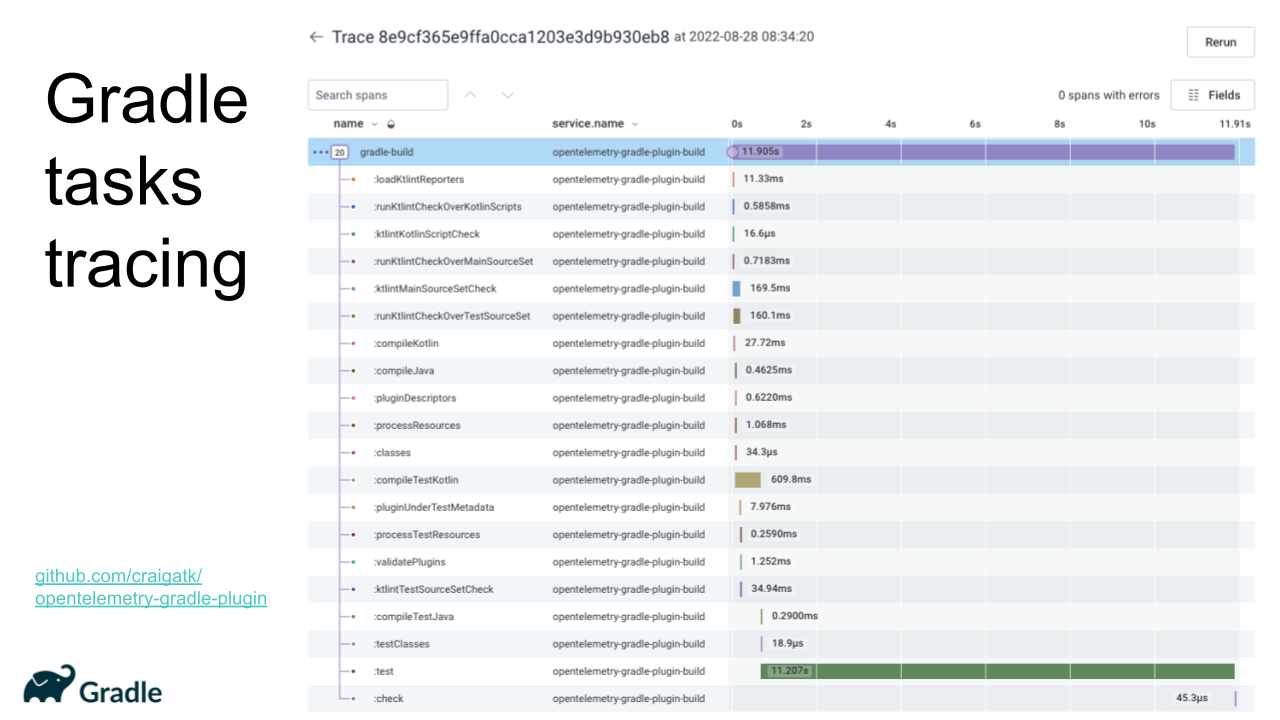 Gradle
tasks
tracing
github.com/craigatk/
opentelemetry-gradle-plugin
Gradle
← Trace 8e9cf365e9ffa0cca1203e3d9b930eb8 at 2022-08-28 08:34:20
Rerun
Search spans
0 spans with errors
Fields
name service.name 0s 2s 4s 6s 8s 10s 11.91s
20 gradle-build opentelemetry-gradle-plugin-build 11.905s
:loadKtlintReporters opentelemetry-gradle-plugin-build 11.33ms
:runKtlintCheckOverKotlinScripts opentelemetry-gradle-plugin-build 0.5858ms
:ktlintKotlinScriptCheck opentelemetry-gradle-plugin-build 16.6µs
:runKtlintCheckOverMainSourceSet opentelemetry-gradle-plugin-build 0.7183ms
:ktlintMainSourceSetCheck opentelemetry-gradle-plugin-build 169.5ms
:runKtlintCheckOverTestSourceSet opentelemetry-gradle-plugin-build 160.1ms
:compileKotlin opentelemetry-gradle-plugin-build 27.72ms
:compileJava opentelemetry-gradle-plugin-build 0.4625ms
:pluginDescriptors opentelemetry-gradle-plugin-build 0.6220ms
:processResources opentelemetry-gradle-plugin-build 1.068ms
:classes opentelemetry-gradle-plugin-build 34.3µs
:compileTestKotlin opentelemetry-gradle-plugin-build 609.8ms
:pluginUnderTestMetadata opentelemetry-gradle-plugin-build 7.976ms
:processTestResources opentelemetry-gradle-plugin-build 0.2590ms
:validatePlugins opentelemetry-gradle-plugin-build 1.252ms
:ktlintTestSourceSetCheck opentelemetry-gradle-plugin-build 34.94ms
:compileTestJava opentelemetry-gradle-plugin-build 0.2900ms
:testClasses opentelemetry-gradle-plugin-build 18.9µs
:test opentelemetry-gradle-plugin-build 11.207s
:check opentelemetry-gradle-plugin-build 45.3µs